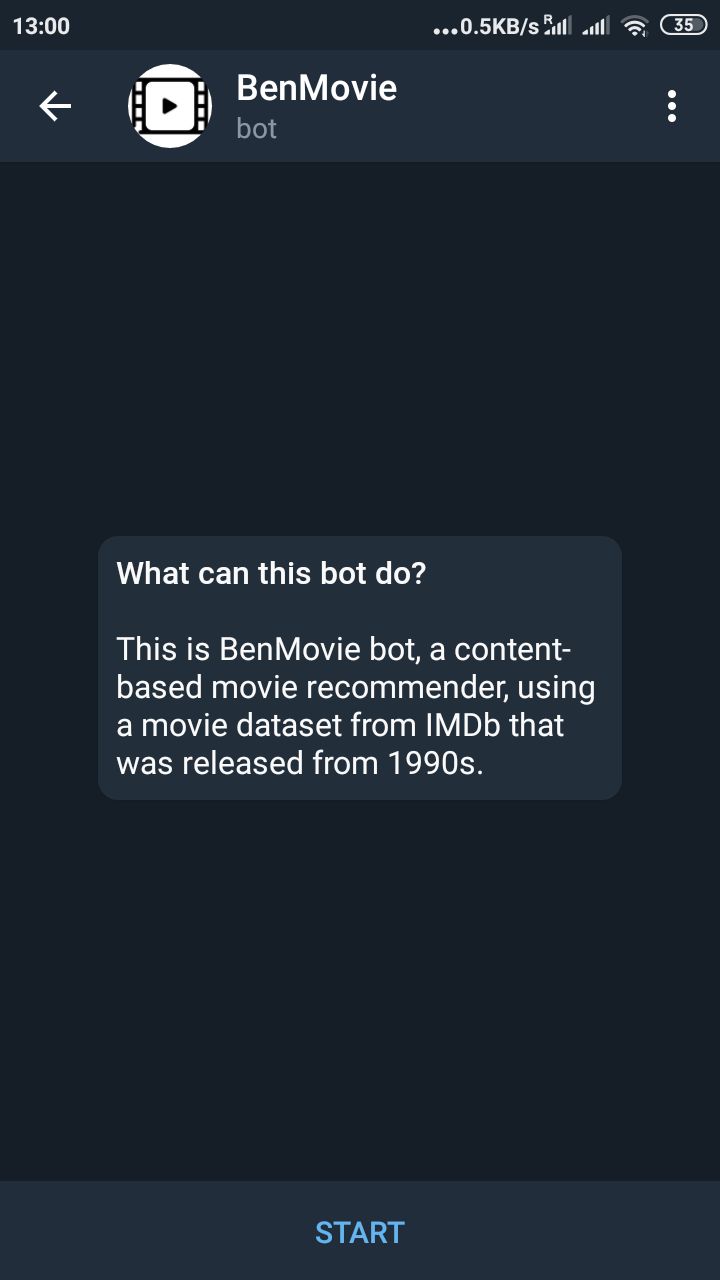 13:00
...0.5KB/s R 35
BenMovie
bot
What can this bot do?
This is BenMovie bot, a content-
based movie recommender, using
a movie dataset from IMDb that
was released from 1990s.
START